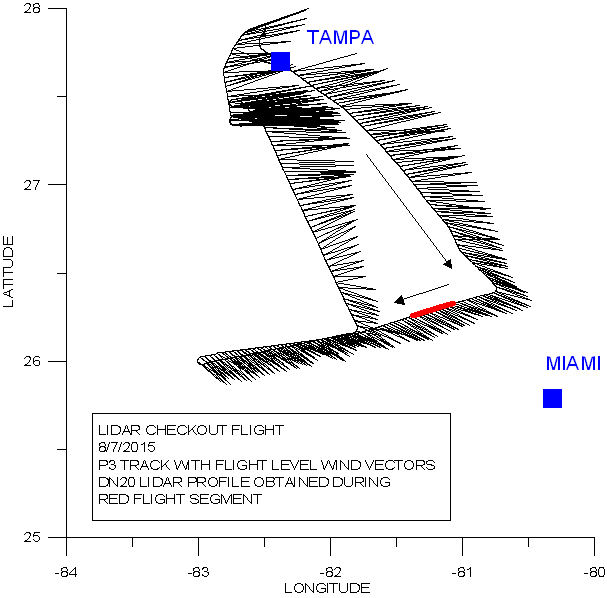 28
TAMPA
27
LATITUDE
26
MIAMI
LIDAR CHECKOUT FLIGHT
8/7/2015
P3 TRACK WITH FLIGHT LEVEL WIND VECTORS
DN20 LIDAR PROFILE OBTAINED DURING
RED FLIGHT SEGMENT
25
-84 -83 -82 -81 -80
LONGITUDE